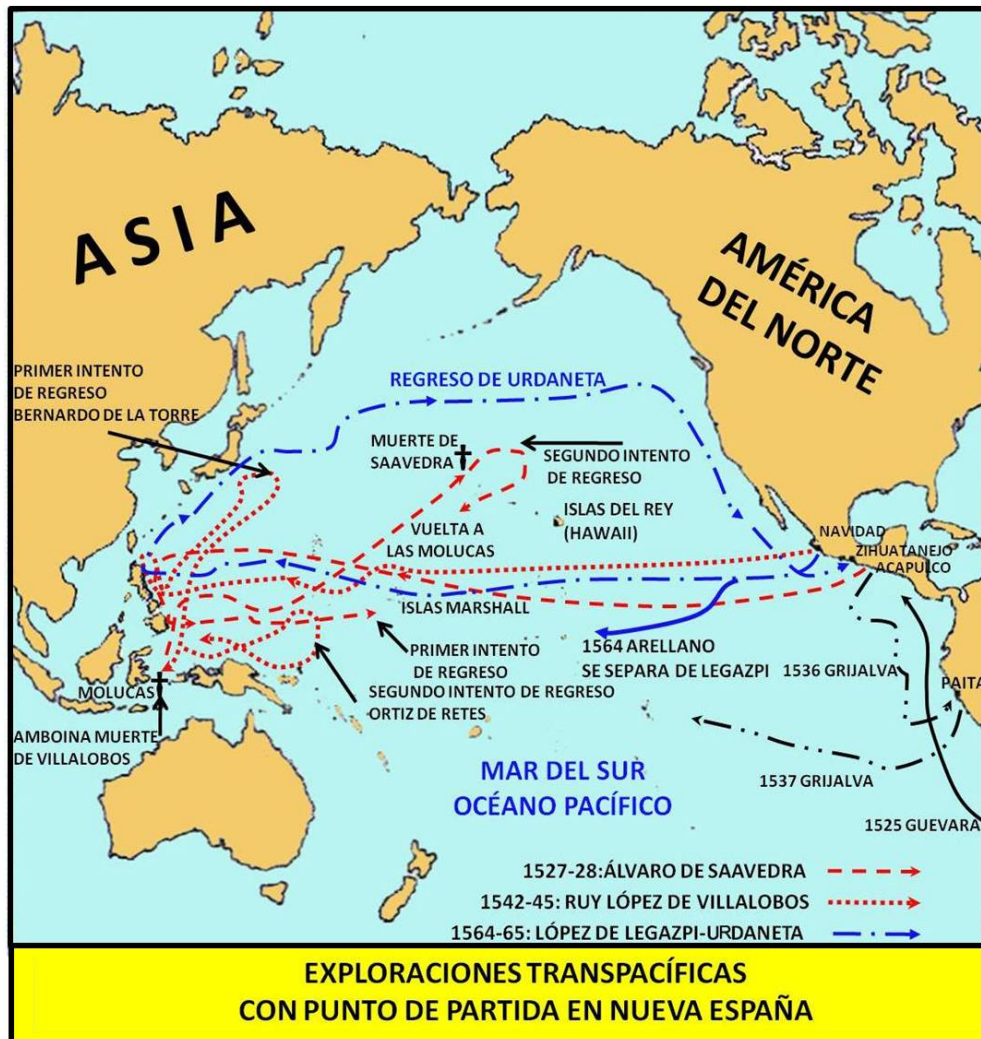 ASIA
AMÉRICA
DEL NORTE
PRIMER INTENTO
DE REGRESO
BERNARDO DE LA TORRE
REGRESO DE URDANETA
MUERTE DE
SAAVEDRA
SEGUNDO INTENTO
DE REGRESO
VUELTA A
LAS MOLUCAS
ISLAS DEL REY
(HAWAII)
NAVIDAD
ZIHUATANEJO
ACAPULCO
ISLAS MARSHALL
PRIMER INTENTO
DE REGRESO
1564 ARELLANO
SE SEPARA DE LEGAZPI
1536 GRIJALVA
PAITA
MOLUCAS
SEGUNDO INTENTO DE REGRESO
ORTIZ DE RETES
AMBOINA MUERTE
DE VILLALOBOS
MAR DEL SUR
OCÉANO PACÍFICO
1537 GRIJALVA
1525 GUEVARA
1527-28:ÁLVARO DE SAAVEDRA
1542-45: RUY LÓPEZ DE VILLALOBOS
1564-65: LÓPEZ DE LEGAZPI-URDANETA
EXPLORACIONES TRANSPACÍFICAS
CON PUNTO DE PARTIDA EN NUEVA ESPAÑA